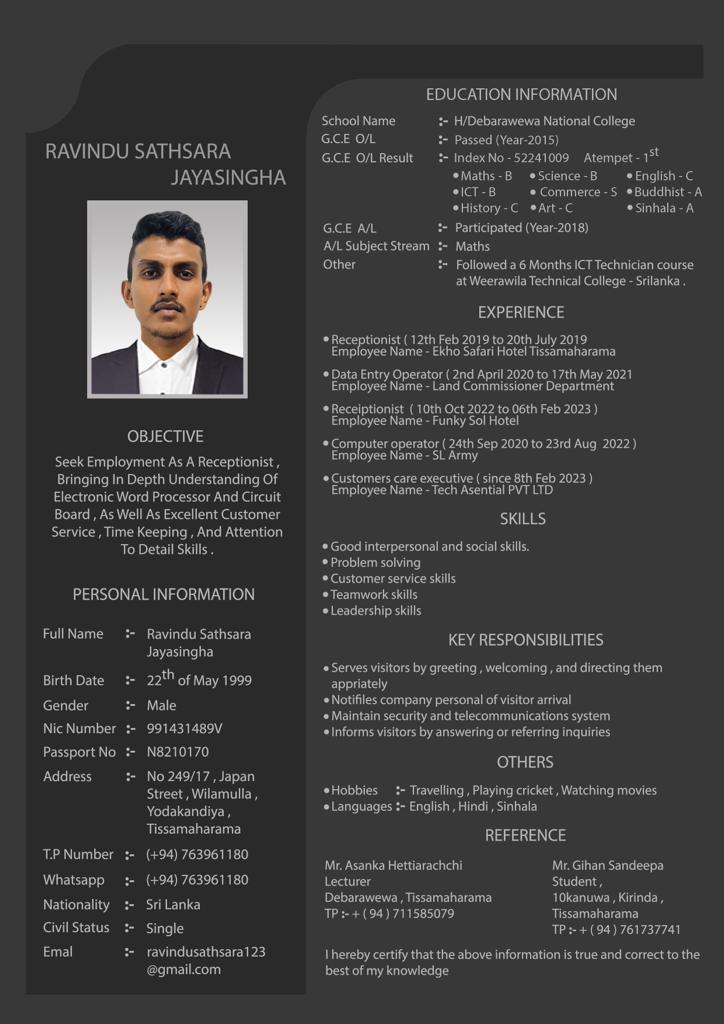 RAVINDU SATHSARA
JAYASINGHA
OBJECTIVE
Seek Employment As A Receptionist ,
Bringing In Depth Understanding Of
Electronic Word Processor And Circuit
Board , As Well As Excellent Customer
Service , Time Keeping , And Attention
To Detail Skills .
PERSONAL INFORMATION
Full Name :- Ravindu Sathsara
Jayasingha
Birth Date :- 22th of May 1999
Gender :- Male
Nic Number :- 991431489V
Passport No :- N8210170
Address :- No 249/17 , Japan
Street , Wilamulla ,
Yodakandiya ,
Tissamaharama
T.P Number :- (+94) 763961180
Whatsapp :- (+94) 763961180
Nationality :- Sri Lanka
Civil Status :- Single
Emal :- ravindusathsara123
@gmail.com
EDUCATION INFORMATION
School Name :- H/Debarawewa National College
G.C.E O/L :- Passed (Year-2015)
G.C.E O/L Result :- Index No - 52241009 Atempet - 1st
• Maths - B • Science - B • English - C
• ICT - B • Commerce - S • Buddhist - A
• History - C • Art - C • Sinhala - A
G.C.E A/L :- Participated (Year-2018)
A/L Subject Stream :- Maths
Other :- Followed a 6 Months ICT Technician course
at Weerawila Technical College - Srilanka .
EXPERIENCE
• Receptionist ( 12th Feb 2019 to 20th July 2019
Employee Name - Ekho Safari Hotel Tissamaharama
• Data Entry Operator ( 2nd April 2020 to 17th May 2021
Employee Name - Land Commissioner Department
• Receiptionist ( 10th Oct 2022 to 06th Feb 2023 )
Employee Name - Funky Sol Hotel
• Computer operator ( 24th Sep 2020 to 23rd Aug 2022 )
Employee Name - SL Army
• Customers care executive ( since 8th Feb 2023 )
Employee Name - Tech Asential PVT LTD
SKILLS
• Good interpersonal and social skills.
• Problem solving
• Customer service skills
• Teamwork skills
• Leadership skills
KEY RESPONSIBILITIES
• Serves visitors by greeting , welcoming , and directing them
appriately
• Notifiles company personal of visitor arrival
• Maintain security and telecommunications system
• Informs visitors by answering or referring inquiries
OTHERS
• Hobbies :- Travelling , Playing cricket , Watching movies
• Languages :- English , Hindi , Sinhala
REFERENCE
Mr. Asanka Hettiarachchi
Lecturer
Debarawewa , Tissamaharama
TP :- + ( 94 ) 711585079
Mr. Gihan Sandeepa
Student ,
10kanuwa , Kirinda ,
Tissamaharama
TP :- + ( 94 ) 761737741
I hereby certify that the above information is true and correct to the
best of my knowledge